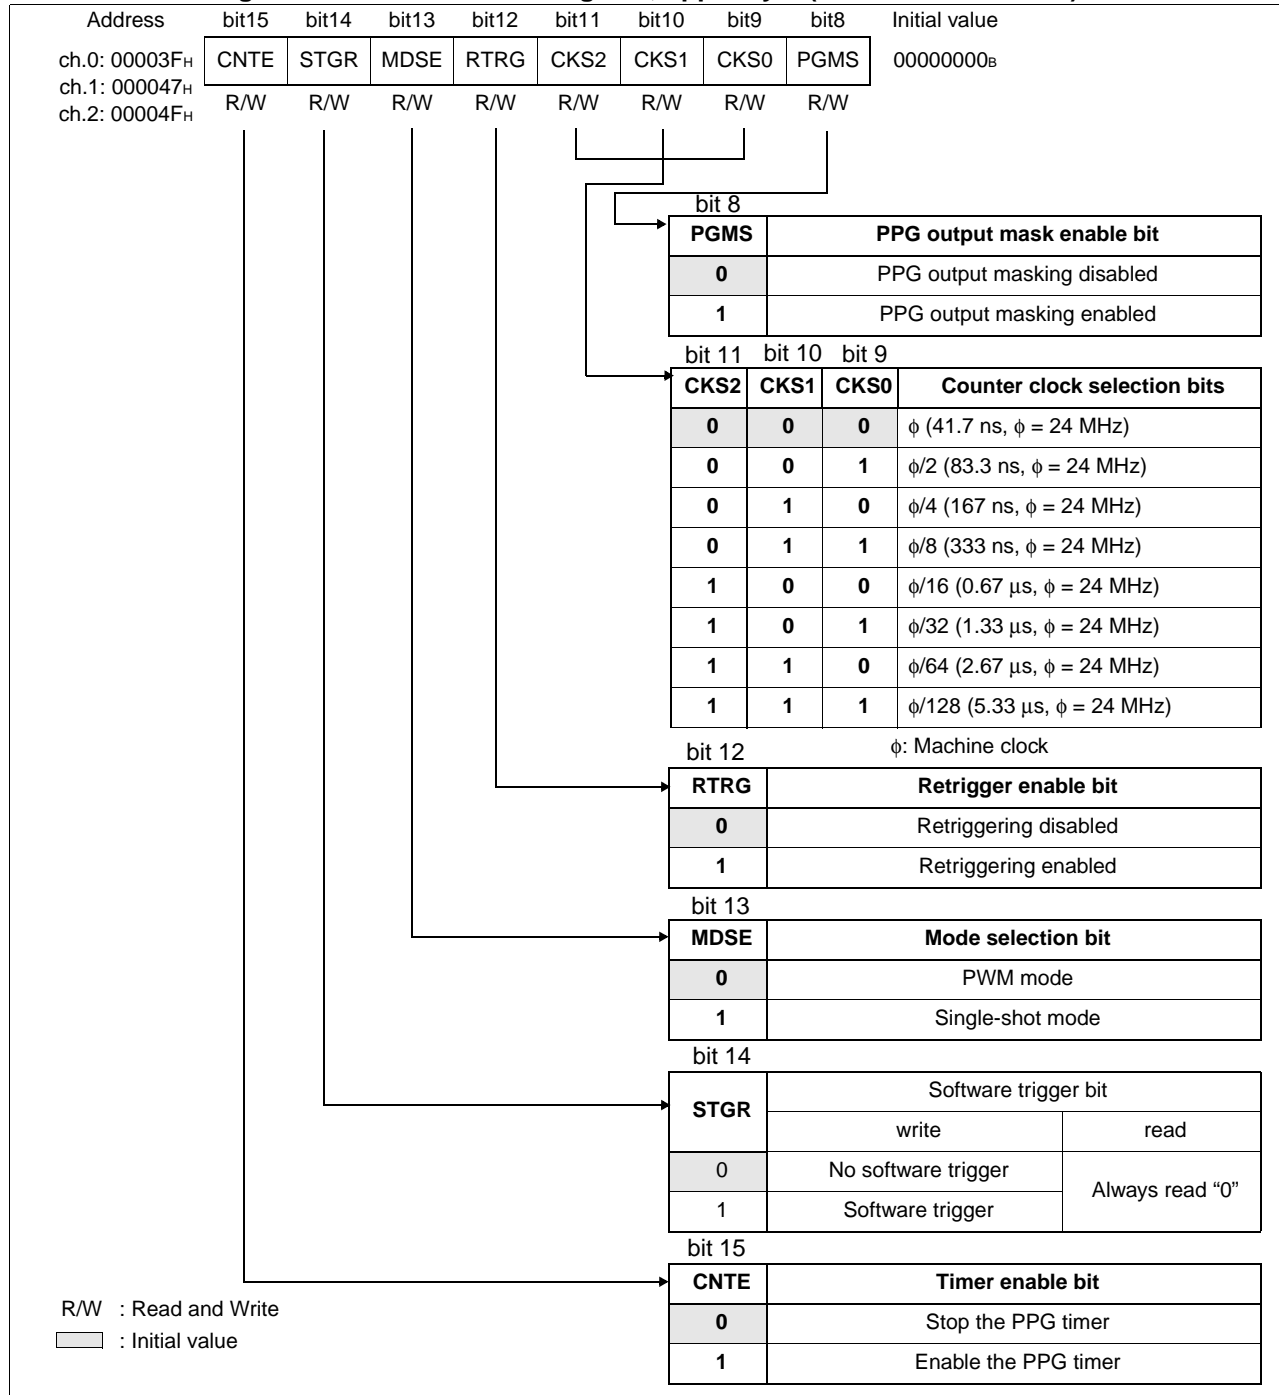 Address bit15 bit14 bit13 bit12 bit11 bit10 bit9 bit8 Initial value
ch.0: 00003FH CNTE STGR MDSE RTRG CKS2 CKS1 CKS0 PGMS 00000000B
ch.1: 000047H
ch.2: 00004FH R/W R/W R/W R/W R/W R/W R/W R/W
bit 8
PGMS PPG output mask enable bit
0 PPG output masking disabled
1 PPG output masking enabled
bit 11 bit 10 bit 9
CKS2 CKS1 CKS0 Counter clock selection bits
0 0 0 ϕ (41.7 ns, ϕ = 24 MHz)
0 0 1 ϕ/2 (83.3 ns, ϕ = 24 MHz)
0 1 0 ϕ/4 (167 ns, ϕ = 24 MHz)
0 1 1 ϕ/8 (333 ns, ϕ = 24 MHz)
1 0 0 ϕ/16 (0.67 μs, ϕ = 24 MHz)
1 0 1 ϕ/32 (1.33 μs, ϕ = 24 MHz)
1 1 0 ϕ/64 (2.67 μs, ϕ = 24 MHz)
1 1 1 ϕ/128 (5.33 μs, ϕ = 24 MHz)
ϕ: Machine clock
bit 12
RTRG Retrigger enable bit
0 Retriggering disabled
1 Retriggering enabled
bit 13
MDSE Mode selection bit
0 PWM mode
1 Single-shot mode
bit 14
STGR Software trigger bit
write read
0 No software trigger Always read “0”
1 Software trigger
bit 15
CNTE Timer enable bit
0 Stop the PPG timer
1 Enable the PPG timer
R/W : Read and Write
: Initial value